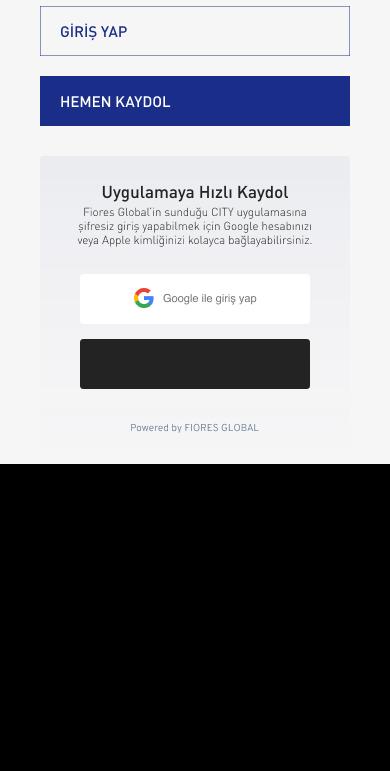 GİRİŞ YAP
HEMEN KAYDOL
Uygulamaya Hızlı Kaydol
Fiores Global'in sunduğu CITY uygulamasına
şifresiz giriş yapabilmek için Google hesabınızı
veya Apple kimliğinizi kolayca bağlayabilirsiniz.
Google ile giriş yap
Powered by FIORES GLOBAL